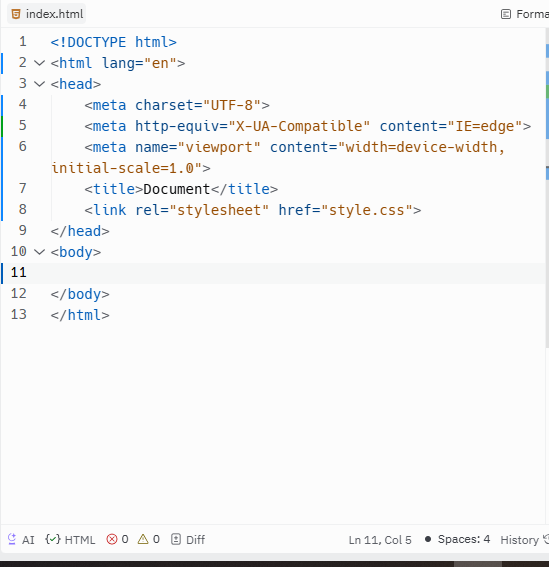 index.html
Forma
1 <!DOCTYPE html>
2 <html lang="en">
3 <head>
4     <meta charset="UTF-8">
5     <meta http-equiv="X-UA-Compatible" content="IE=edge">
6     <meta name="viewport" content="width=device-width,
initial-scale=1.0">
7     <title>Document</title>
8     <link rel="stylesheet" href="style.css">
9 </head>
10 <body>
11
12 </body>
13 </html>
AI {✓} HTML 0 0 Diff Ln 11, Col 5 Spaces: 4 History